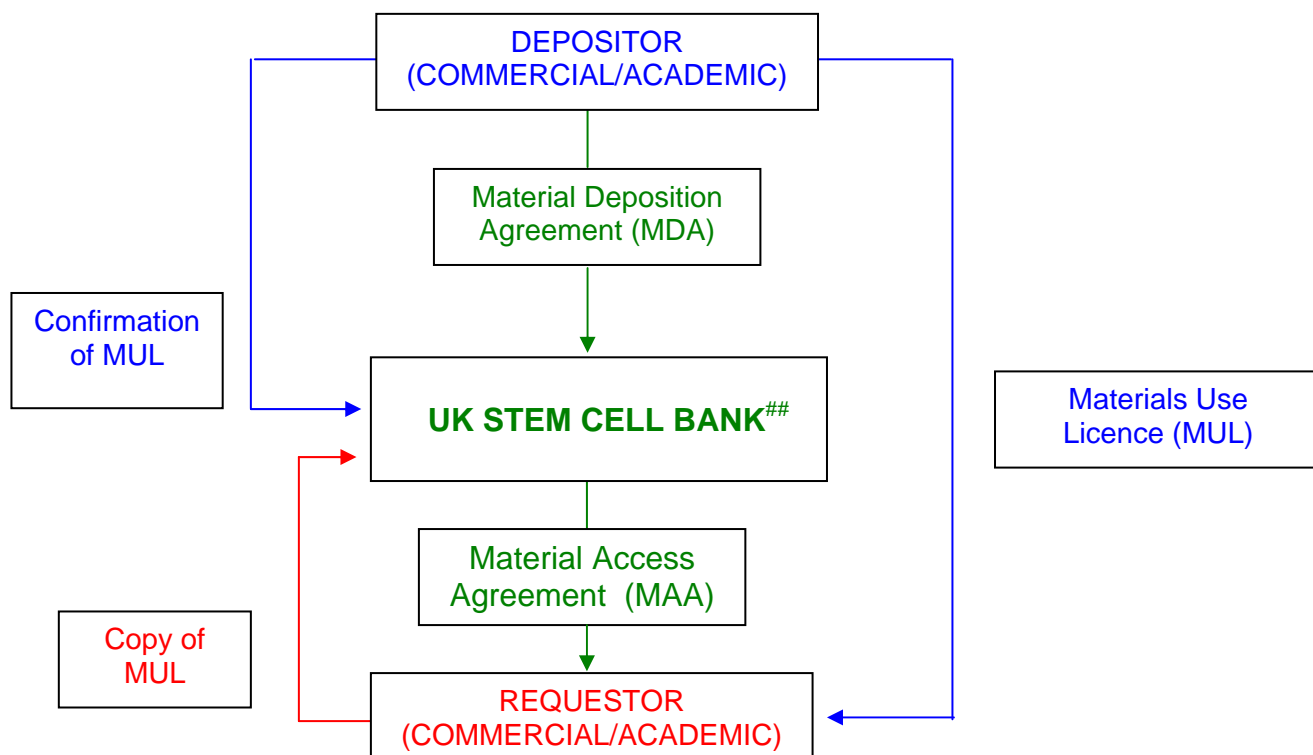 DEPOSITOR
(COMMERCIAL/ACADEMIC)
Material Deposition
Agreement (MDA)
Confirmation
of MUL
UK STEM CELL BANK##
Materials Use
Licence (MUL)
Material Access
Agreement (MAA)
Copy of
MUL
REQUESTOR
(COMMERCIAL/ACADEMIC)